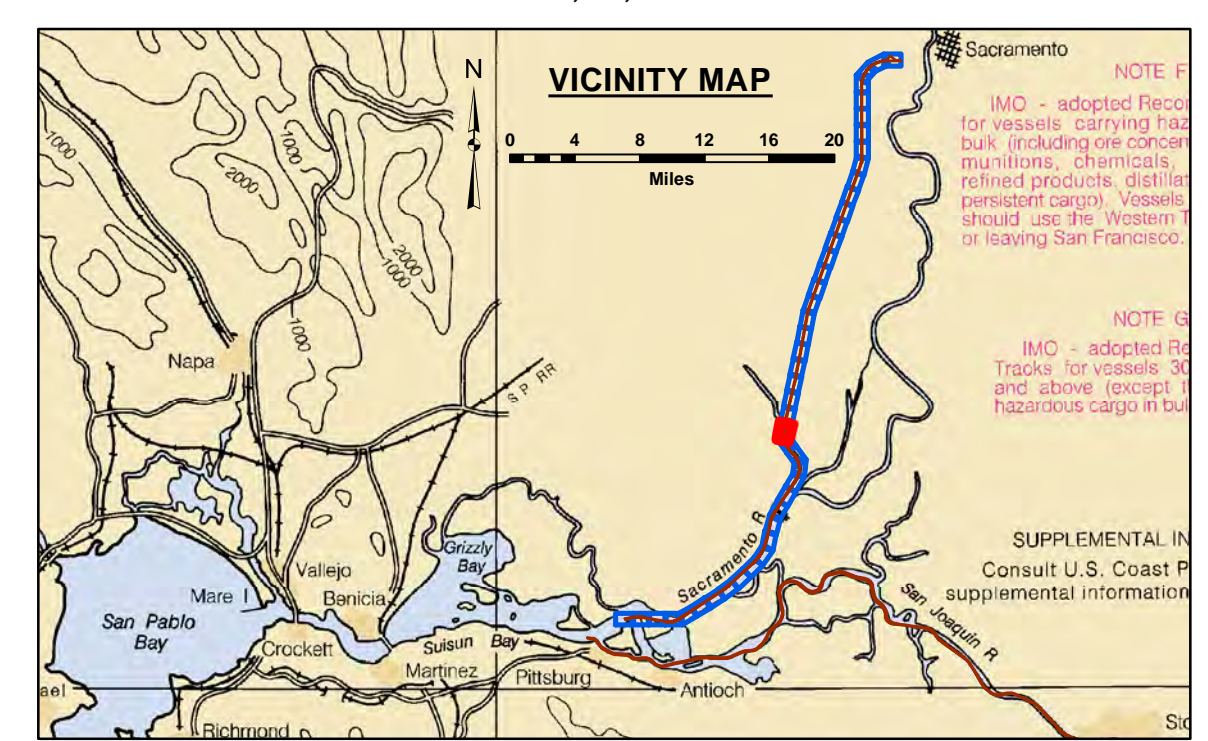 Sacramento
N
VICINITY MAP
0 4 8 12 16 20
Miles
NOTE F
IMO - adopted Recor
for vessels carrying haz
bulk (including ore concen
munitions, chemicals,
refined products, distillat
persistent cargo). Vessels
should use the Western T
or leaving San Francisco.
1000
1000
2000
2000
1000
1000
NOTE G
IMO - adopted Re
Tracks for vessels 30
and above (except t
hazardous cargo in bul
Napa
S P RR
Sacramento R
Grizzly
Bay
SUPPLEMENTAL IN
Consult U.S. Coast P
supplemental information
Vallejo
Mare I
Benicia
San Pablo
Bay
San Joaquin R
Crockett
Suisun Bay
Martinez
Pittsburg
Antioch
ael
Richmond
Sto